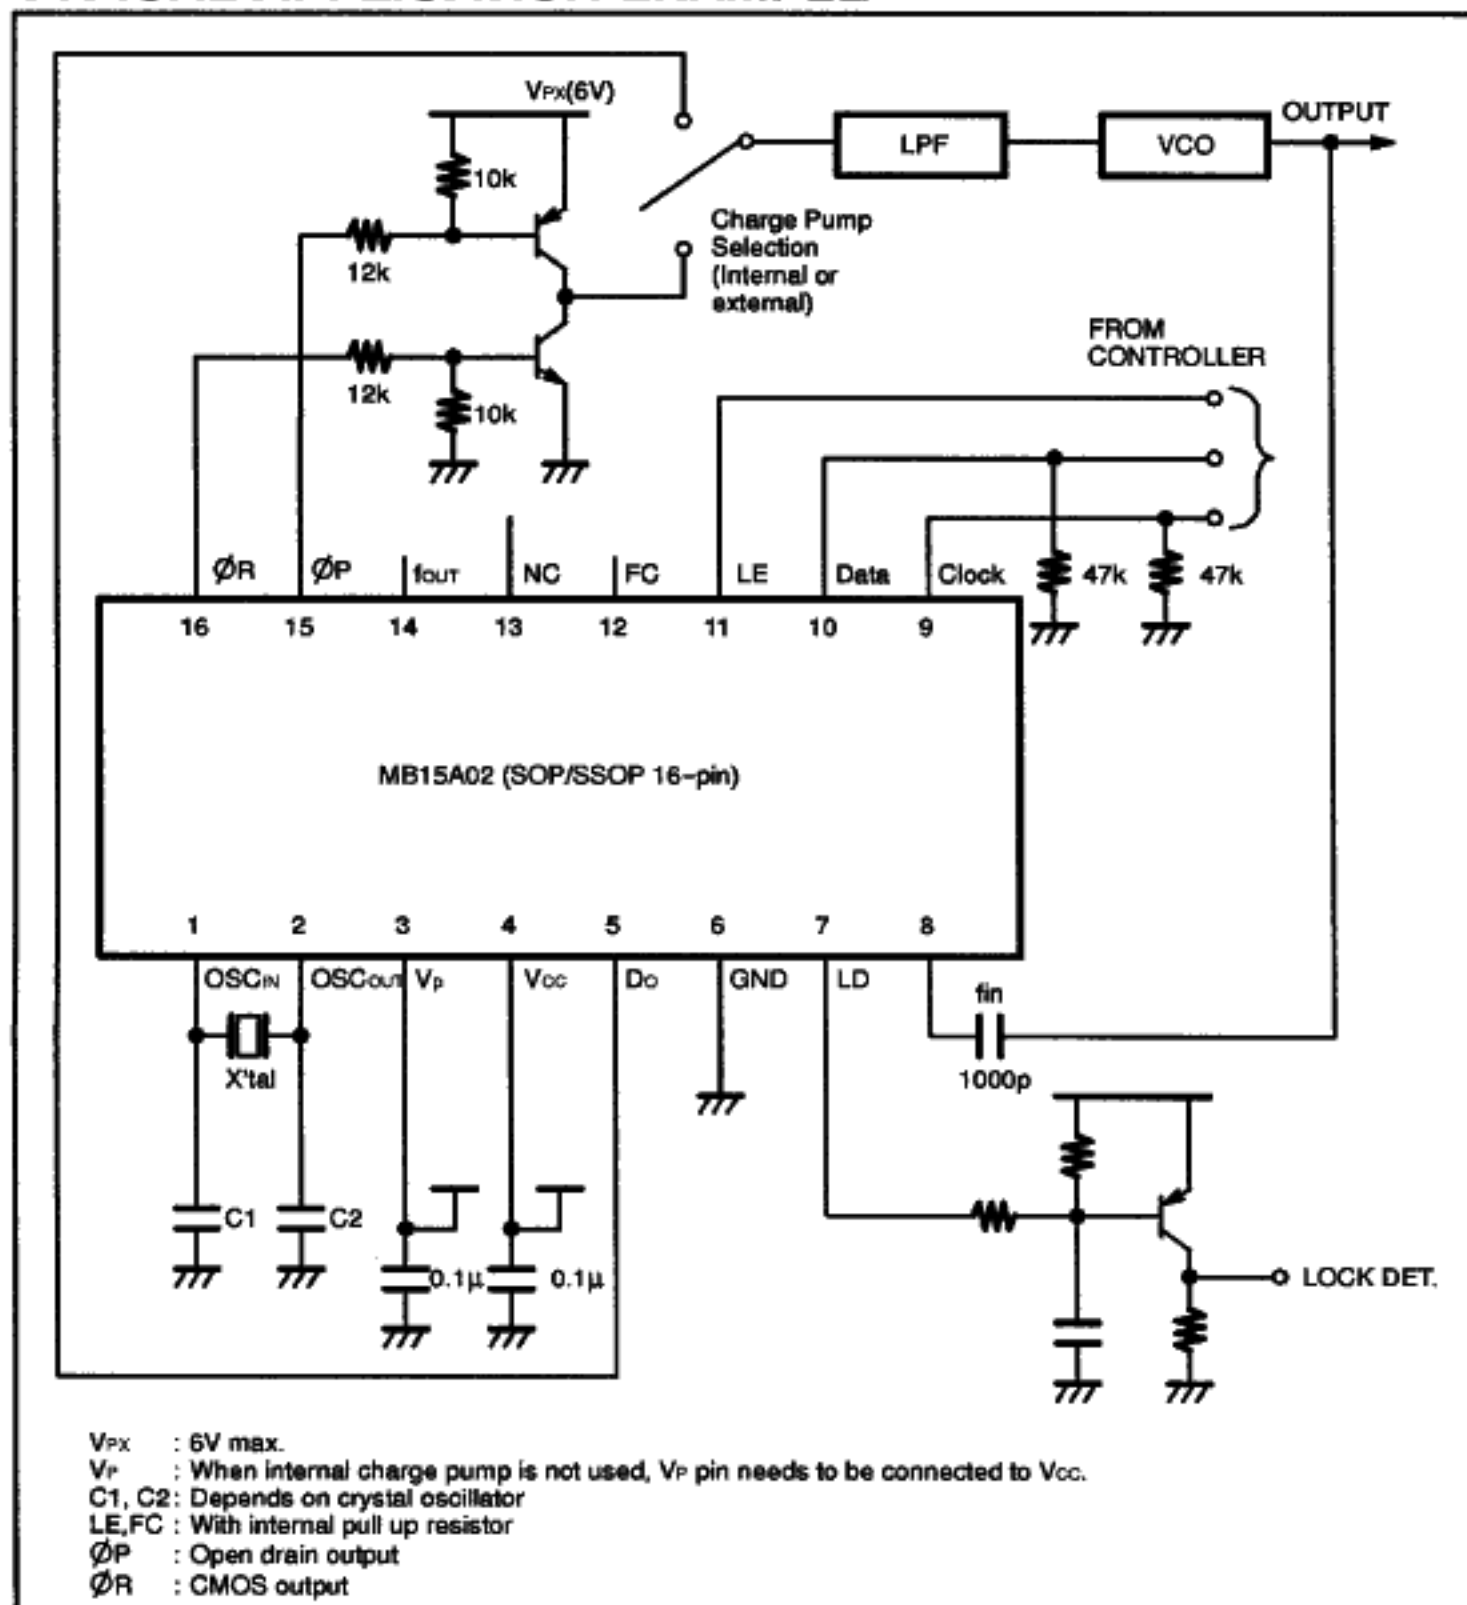 VPX(6V)
OUTPUT
LPF
VCO
10k
12k
Charge Pump
Selection
(Internal or
external)
FROM
CONTROLLER
12k
10k
ØR
ØP
fOUT
NC
FC
LE
Data
Clock
47k
47k
16
15
14
13
12
11
10
9
MB15A02 (SOP/SSOP 16-pin)
1
2
3
4
5
6
7
8
OSCIN
OSCOUT
Vp
VCC
DO
GND
LD
fin
X'tal
1000p
C1
C2
0.1µ
0.1µ
LOCK DET.
VPX : 6V max.
VP : When internal charge pump is not used, VP pin needs to be connected to VCC.
C1, C2 : Depends on crystal oscillator
LE,FC : With internal pull up resistor
ØP : Open drain output
ØR : CMOS output